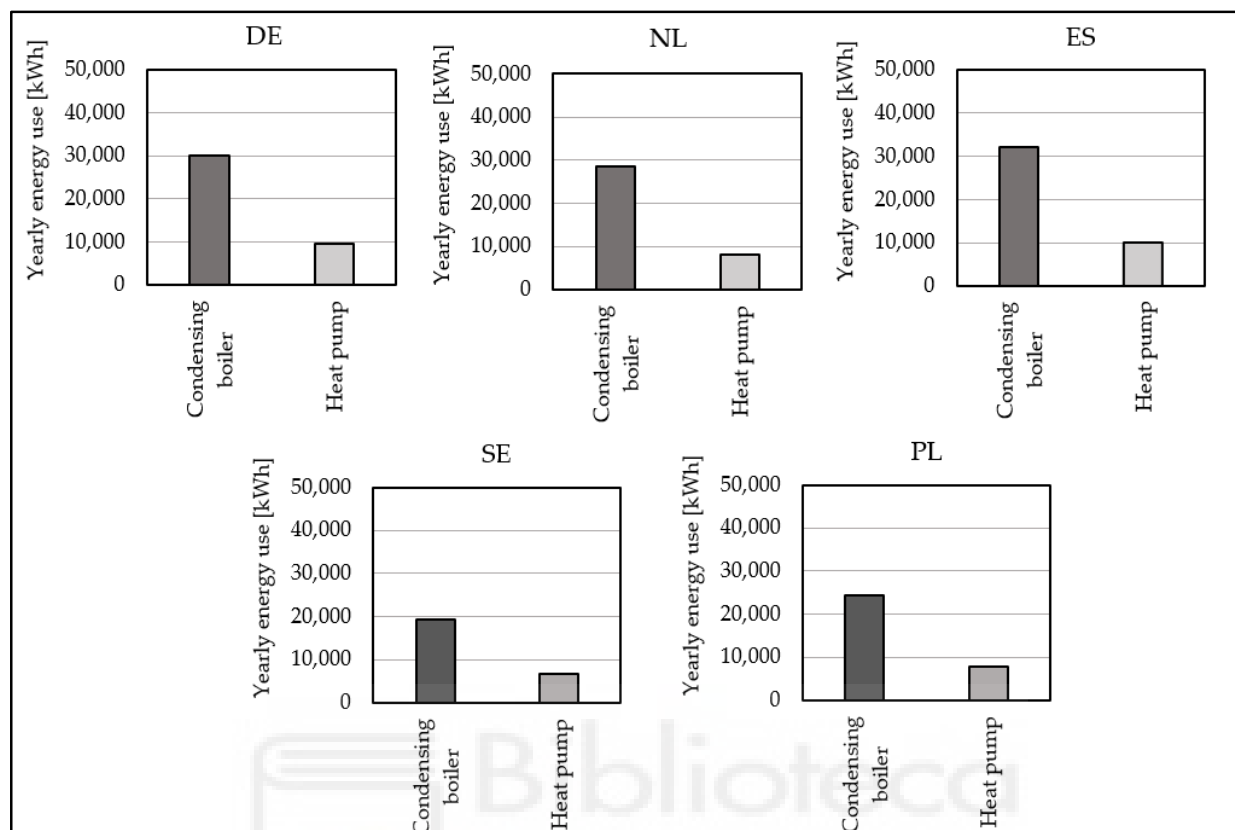 DE
Yearly energy use [kWh]
50,000
40,000
30,000
20,000
10,000
0
Condensing
boiler
Heat pump
NL
Yearly energy use [kWh]
50,000
40,000
30,000
20,000
10,000
0
Condensing
boiler
Heat pump
ES
Yearly energy use [kWh]
50,000
40,000
30,000
20,000
10,000
0
Condensing
boiler
Heat pump
SE
Yearly energy use [kWh]
50,000
40,000
30,000
20,000
10,000
0
Condensing
boiler
Heat pump
PL
Yearly energy use [kWh]
50,000
40,000
30,000
20,000
10,000
0
Condensing
boiler
Heat pump
Biblioteca